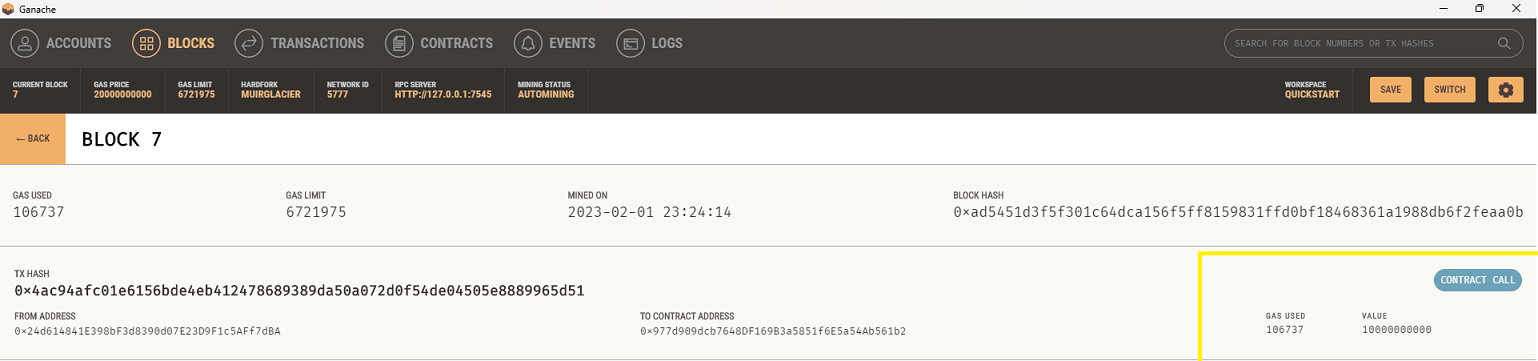 Ganache
ACCOUNTS BLOCKS TRANSACTIONS CONTRACTS EVENTS LOGS SEARCH FOR BLOCK NUMBERS OR TX HASHES
CURRENT BLOCK GAS PRICE GAS LIMIT HARDFORK NETWORK ID RPC SERVER MINING STATUS WORKSPACE
7 20000000000 6721975 MUIRGLACIER 5777 HTTP://127.0.0.1:7545 AUTOMINING QUICKSTART SAVE SWITCH
← BACK BLOCK 7
GAS USED GAS LIMIT MINED ON BLOCK HASH
106737 6721975 2023-02-01 23:24:14 0×ad5451d3f5f301c64dca156f5ff8159831ffd0bf18468361a1988db6f2feaa0b
TX HASH
0×4ac94afc01e6156bde4eb412478689389da50a072d0f54de04505e8889965d51 CONTRACT CALL
FROM ADDRESS TO CONTRACT ADDRESS GAS USED VALUE
0×24d614841E398bF3d8390d07E23D9F1c5AFf7dBA 0×977d909dcb7648DF169B3a5851f6E5a54Ab561b2 106737 10000000000